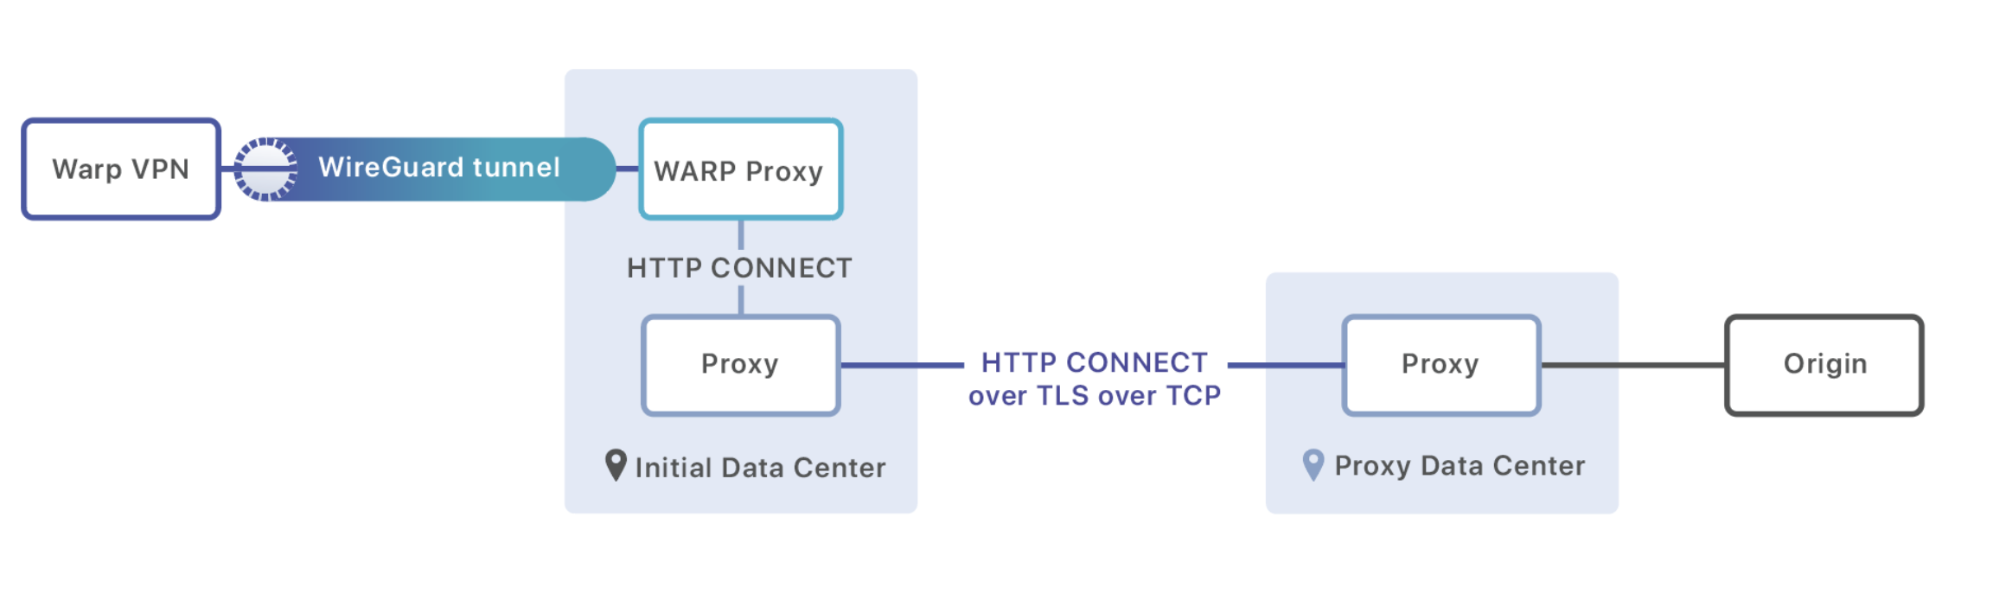 Warp VPN
WireGuard tunnel
WARP Proxy
HTTP CONNECT
Proxy
HTTP CONNECT
over TLS over TCP
Proxy
Origin
Initial Data Center
Proxy Data Center